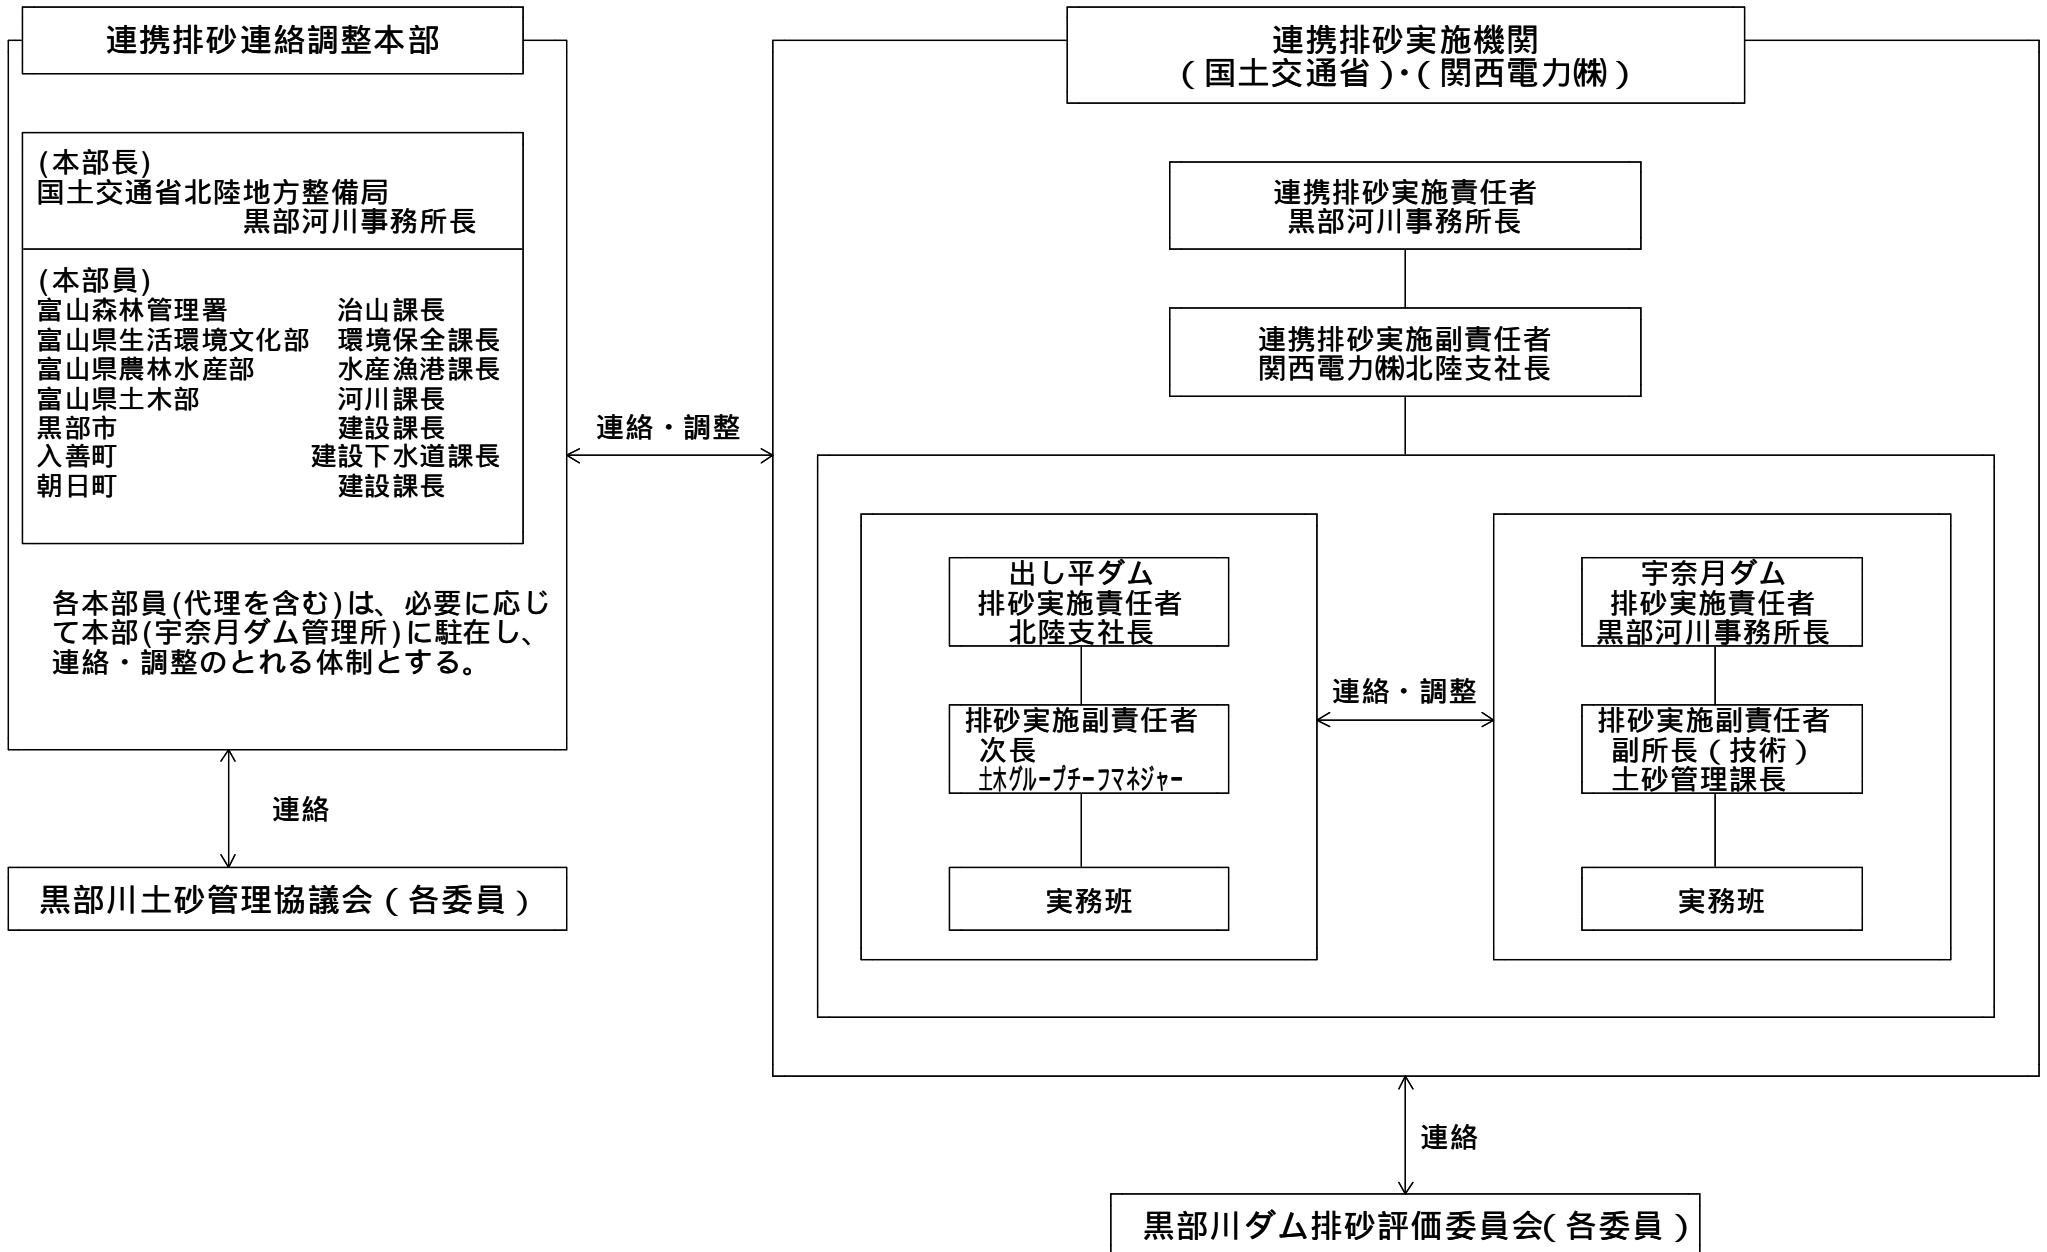 連携排砂連絡調整本部
(本部長)
国土交通省北陸地方整備局
黒部河川事務所長
(本部員)
富山森林管理署 治山課長
富山県生活環境文化部 環境保全課長
富山県農林水産部 水産漁港課長
富山県土木部 河川課長
黒部市 建設課長
入善町 建設下水道課長
朝日町 建設課長
各本部員(代理を含む)は、必要に応じ
て本部(宇奈月ダム管理所)に駐在し、
連絡・調整のとれる体制とする。
連絡
黒部川土砂管理協議会(各委員)
連絡・調整
連携排砂実施機関
(国土交通省)・(関西電力㈱)
連携排砂実施責任者
黒部河川事務所長
連携排砂実施副責任者
関西電力㈱北陸支社長
出し平ダム
排砂実施責任者
北陸支社長
排砂実施副責任者
次長
土木グループチーフマネジャー
実務班
連絡・調整
宇奈月ダム
排砂実施責任者
黒部河川事務所長
排砂実施副責任者
副所長(技術)
土砂管理課長
実務班
連絡
黒部川ダム排砂評価委員会(各委員)